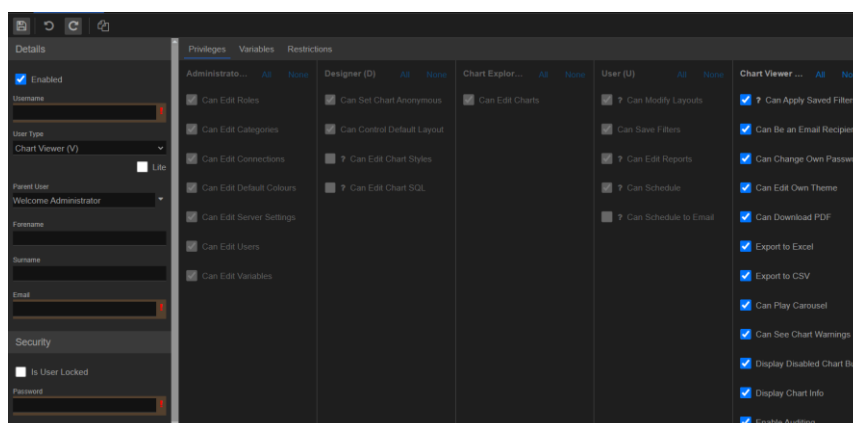 Details
Enabled
Username
User Type
Chart Viewer (V)
Lite
Parent User
Welcome Administrator
Forename
Surname
Email
Security
Is User Locked
Password
Privileges Variables Restrictions
Administrato... All None
Can Edit Roles
Can Edit Categories
Can Edit Connections
Can Edit Default Colours
Can Edit Server Settings
Can Edit Users
Can Edit Variables
Designer (D) All None
Can Set Chart Anonymous
Can Control Default Layout
? Can Edit Chart Styles
? Can Edit Chart SQL
Chart Explor... All None
Can Edit Charts
User (U) All None
? Can Modify Layouts
Can Save Filters
? Can Edit Reports
? Can Schedule
? Can Schedule to Email
Chart Viewer ... All No
? Can Apply Saved Filter
Can Be an Email Recipie
Can Change Own Passw
Can Edit Own Theme
Can Download PDF
Export to Excel
Export to CSV
Can Play Carousel
Can See Chart Warnings
Display Disabled Chart B
Display Chart Info
Enable Auditing